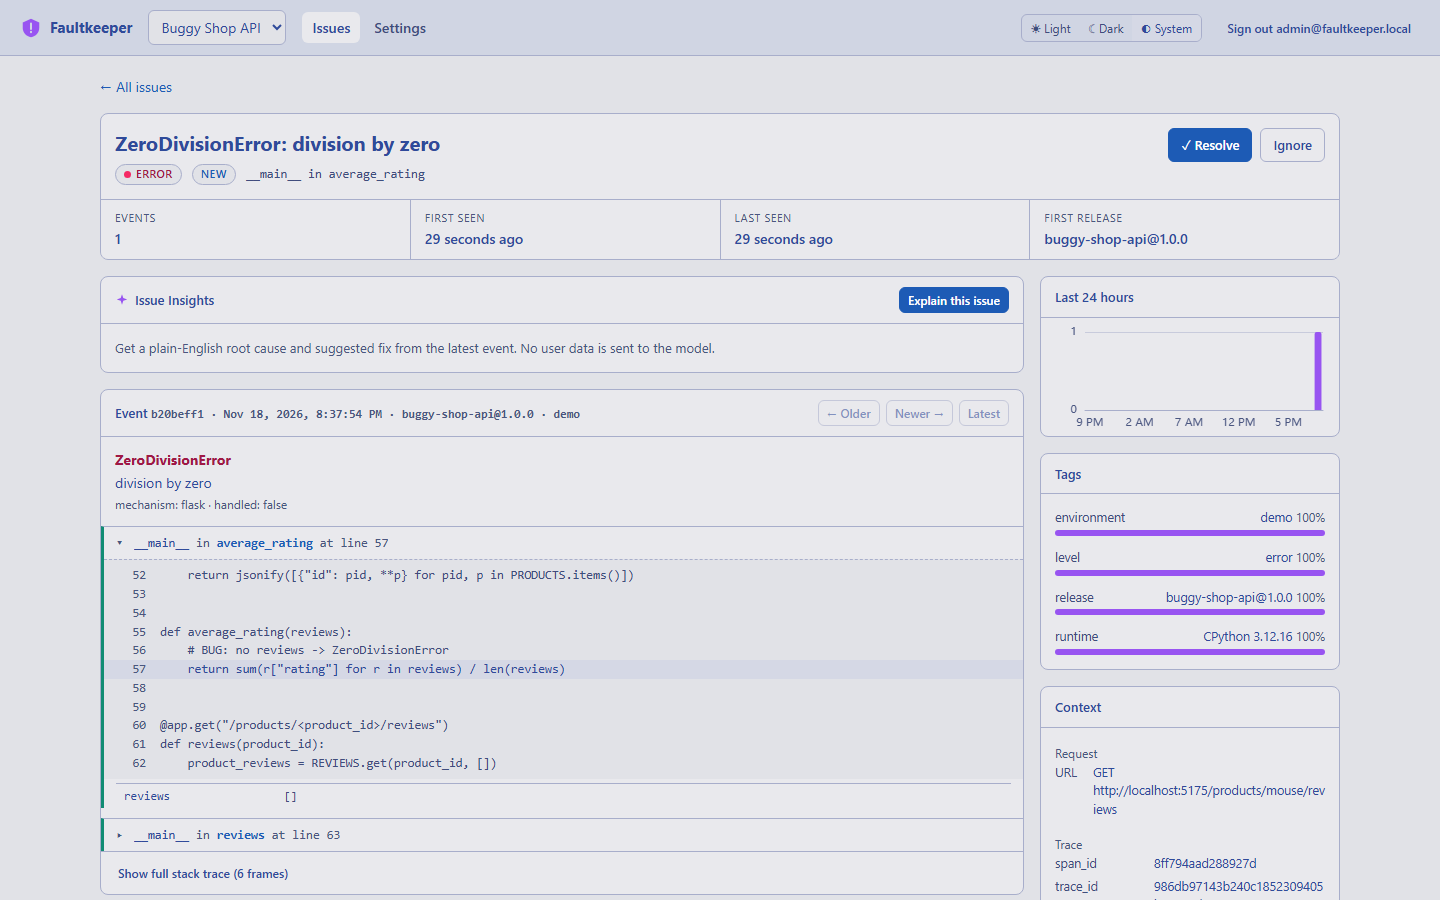 Faultkeeper Buggy Shop API Issues Settings Light Dark System Sign out admin@faultkeeper.local
← All issues
ZeroDivisionError: division by zero
✓ Resolve Ignore
ERROR NEW __main__ in average_rating
EVENTS FIRST SEEN LAST SEEN FIRST RELEASE
1 29 seconds ago 29 seconds ago buggy-shop-api@1.0.0
Issue Insights Explain this issue
Get a plain-English root cause and suggested fix from the latest event. No user data is sent to the model.
Event b20beff1 · Nov 18, 2026, 8:37:54 PM · buggy-shop-api@1.0.0 · demo ← Older Newer → Latest
ZeroDivisionError
division by zero
mechanism: flask · handled: false
▾ __main__ in average_rating at line 57
52 return jsonify([{"id": pid, **p} for pid, p in PRODUCTS.items()])
53
54
55 def average_rating(reviews):
56 # BUG: no reviews -> ZeroDivisionError
57 return sum(r["rating"] for r in reviews) / len(reviews)
58
59
60 @app.get("/products/<product_id>/reviews")
61 def reviews(product_id):
62 product_reviews = REVIEWS.get(product_id, [])
reviews []
▸ __main__ in reviews at line 63
Show full stack trace (6 frames)
Last 24 hours
1
0
9 PM 2 AM 7 AM 12 PM 5 PM
Tags
environment demo 100%
level error 100%
release buggy-shop-api@1.0.0 100%
runtime CPython 3.12.16 100%
Context
Request
URL GET
http://localhost:5175/products/mouse/rev
iews
Trace
span_id 8ff794aad288927d
trace_id 986db97143b240c1852309405